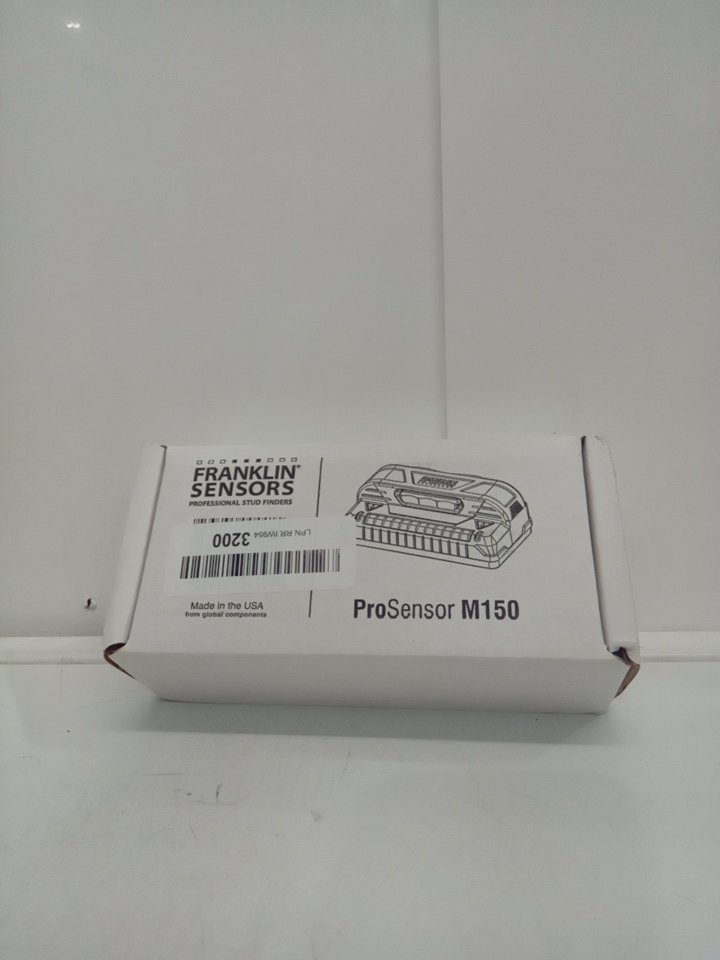 FRANKLIN®
SENSORS
PROFESSIONAL STUD FINDERS
LPN RR IW954 3200
Made in the USA
from global components
ProSensor M150